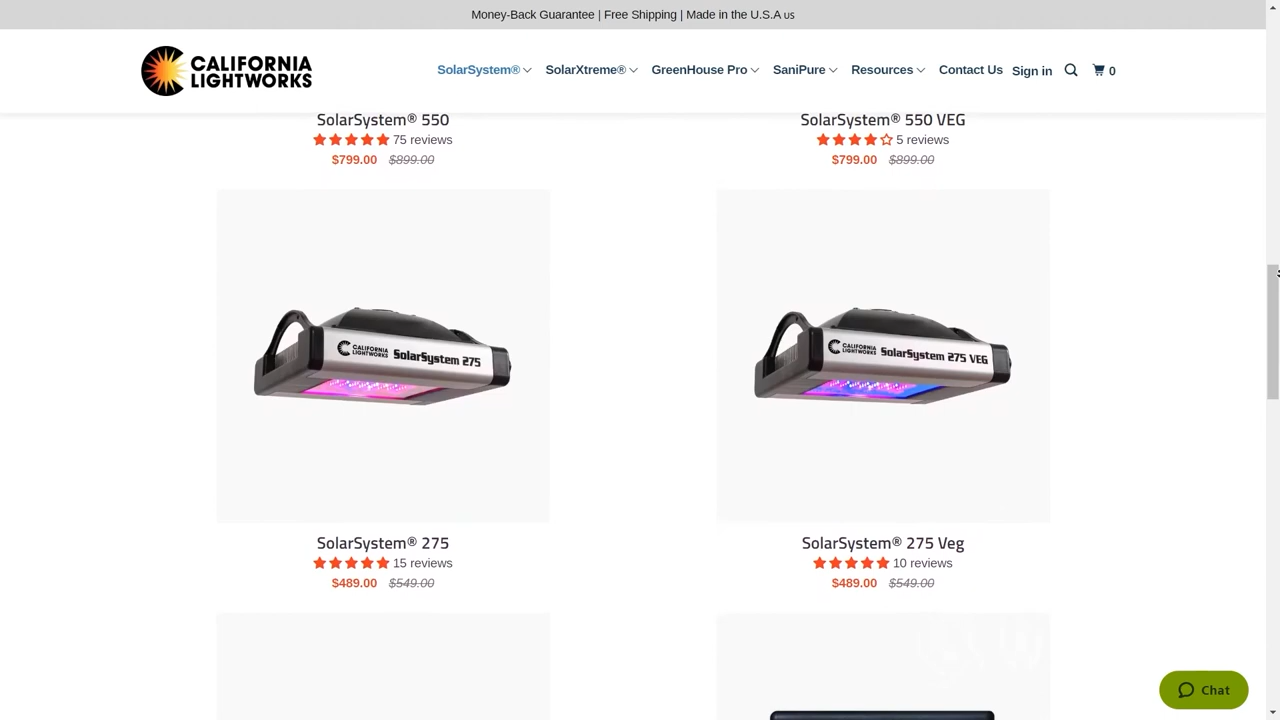 Money-Back Guarantee | Free Shipping | Made in the U.S.A us
CALIFORNIA
LIGHTWORKS
SolarSystem® SolarXtreme® GreenHouse Pro SaniPure Resources Contact Us Sign in 0
SolarSystem® 550
75 reviews
$799.00 $899.00
SolarSystem® 550 VEG
5 reviews
$799.00 $899.00
CALIFORNIA
LIGHTWORKS
SolarSystem 275
CALIFORNIA
LIGHTWORKS
SolarSystem 275 VEG
SolarSystem® 275
15 reviews
$489.00 $549.00
SolarSystem® 275 Veg
10 reviews
$489.00 $549.00
Chat